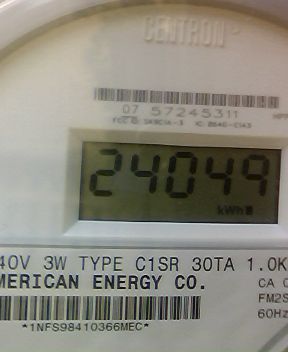 CENTRON
07 57245311
24049
kWh
40V 3W TYPE C1SR 30TA 1.0K
MERICAN ENERGY CO.
CA 0
FM2S
60Hz
*1NFS98410366MEC*